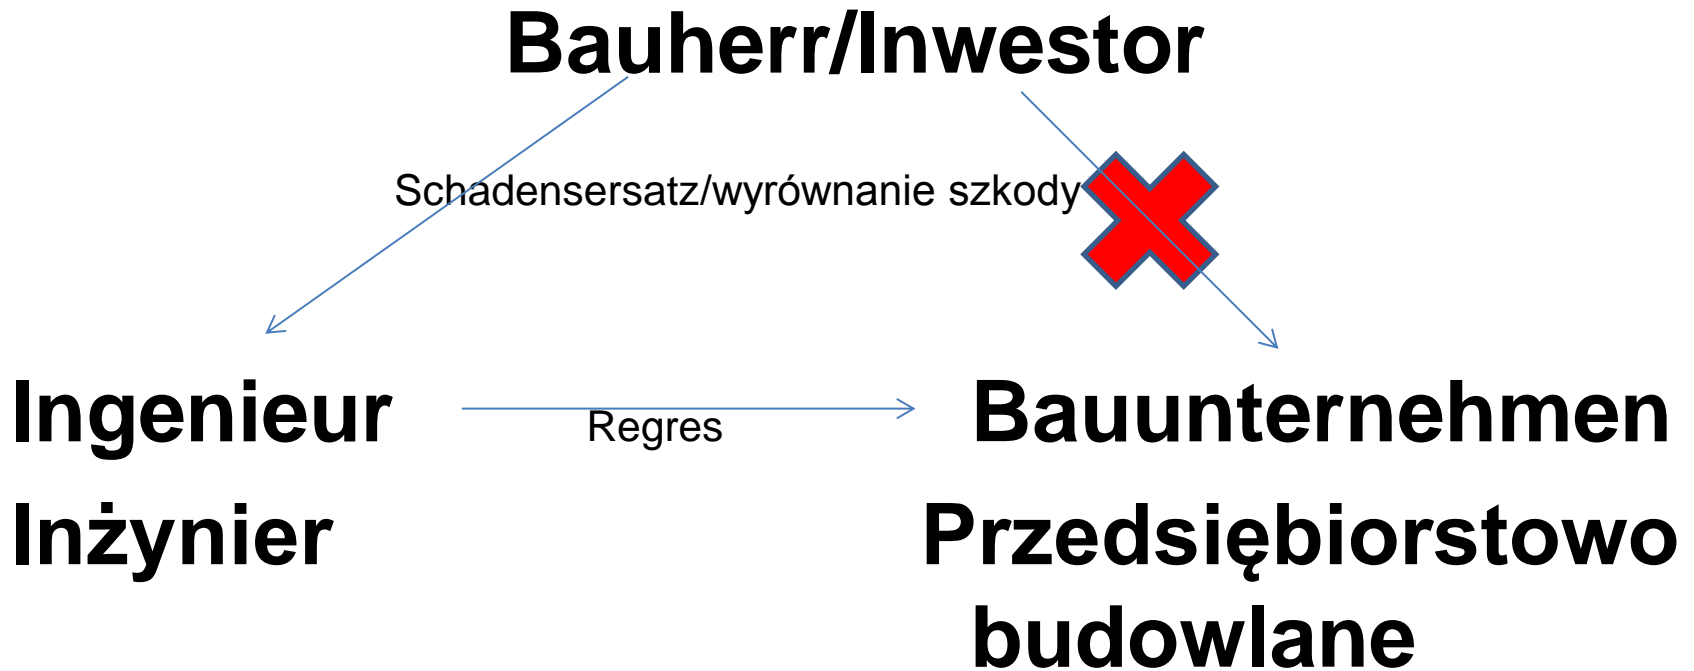 Bauherr/Inwestor
Schadensersatz/wyrównanie szkody
Ingenieur
Regres
Bauunternehmen
Inżynier
Przedsiębiorstowo
budowlane